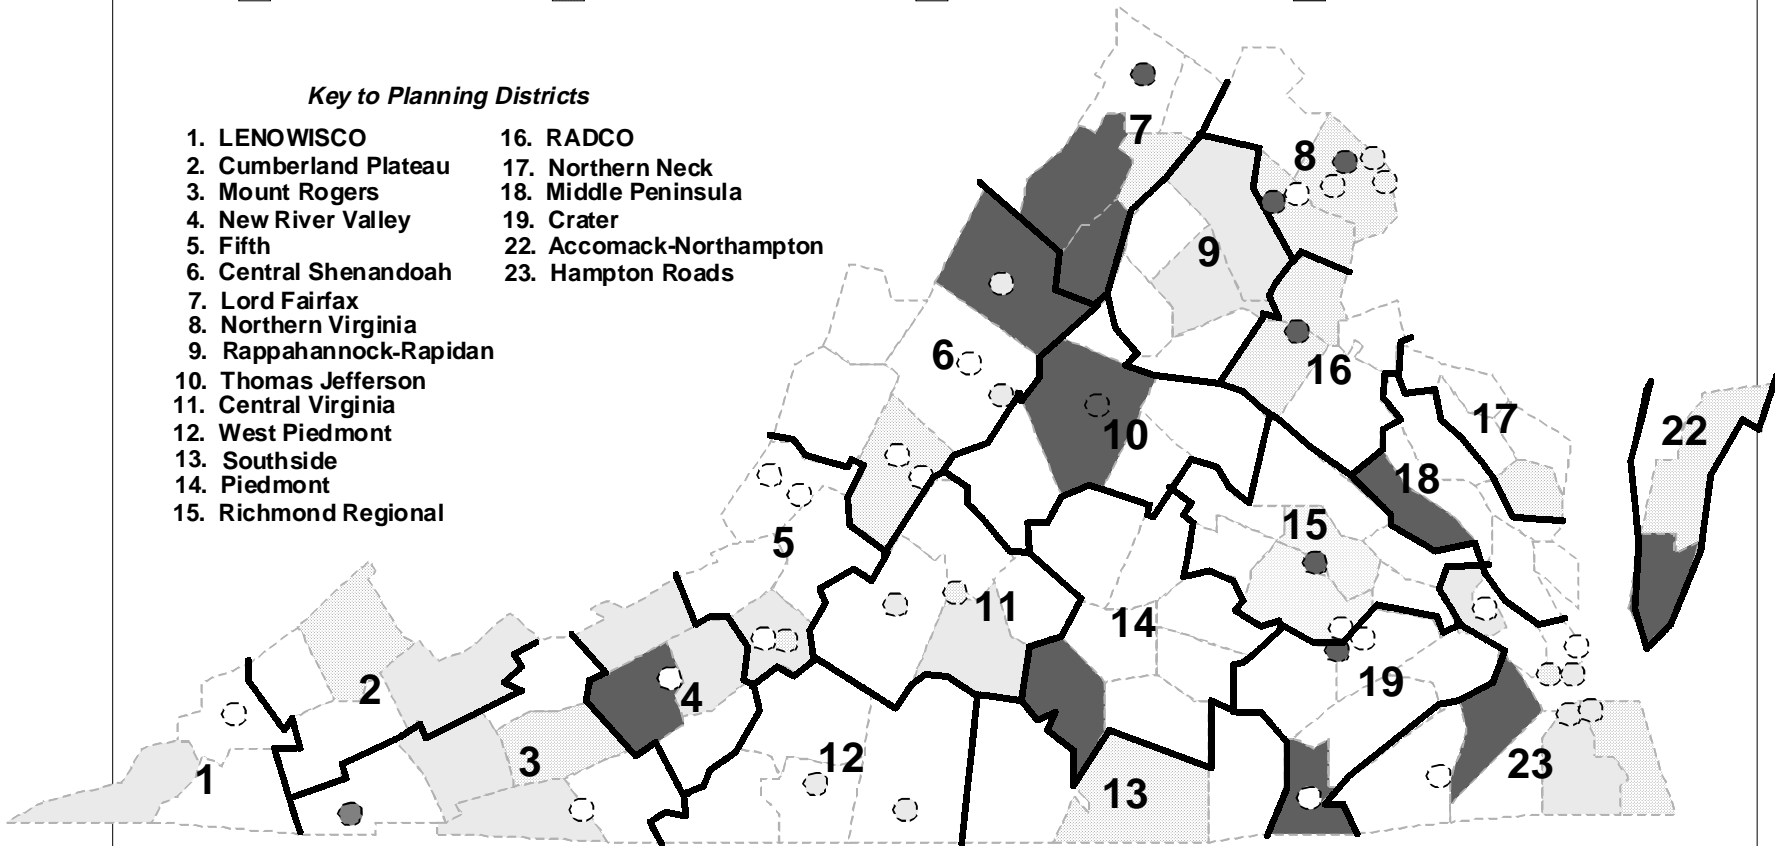 Key to Planning Districts
1. LENOWISCO
2. Cumberland Plateau
3. Mount Rogers
4. New River Valley
5. Fifth
6. Central Shenandoah
7. Lord Fairfax
8. Northern Virginia
9. Rappahannock-Rapidan
10. Thomas Jefferson
11. Central Virginia
12. West Piedmont
13. Southside
14. Piedmont
15. Richmond Regional
16. RADCO
17. Northern Neck
18. Middle Peninsula
19. Crater
22. Accomack-Northampton
23. Hampton Roads
7
8
9
6
16
10
17
22
18
15
5
11
14
2
4
19
3
12
1
13
23